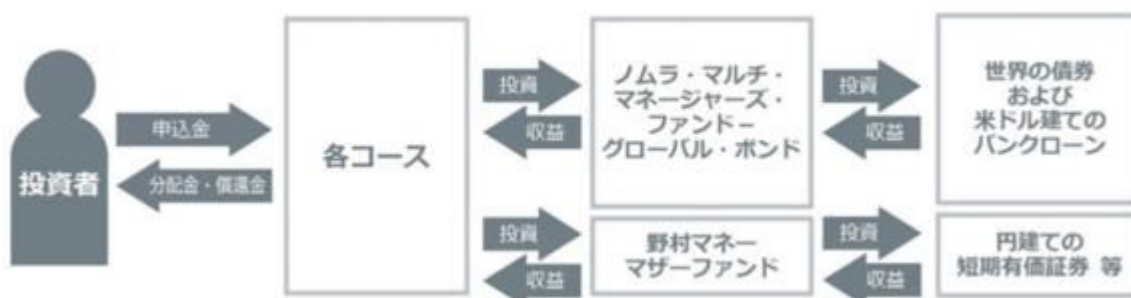 投資者
申込金
分配金・償還金
各コース
投資
収益
ノムラ・マルチ・
マネージャーズ・
ファンド－
グローバル・ボンド
投資
収益
世界の債券
および
米ドル建ての
バンクローン
投資
収益
野村マネー
マザーファンド
投資
収益
円建ての
短期有価証券 等